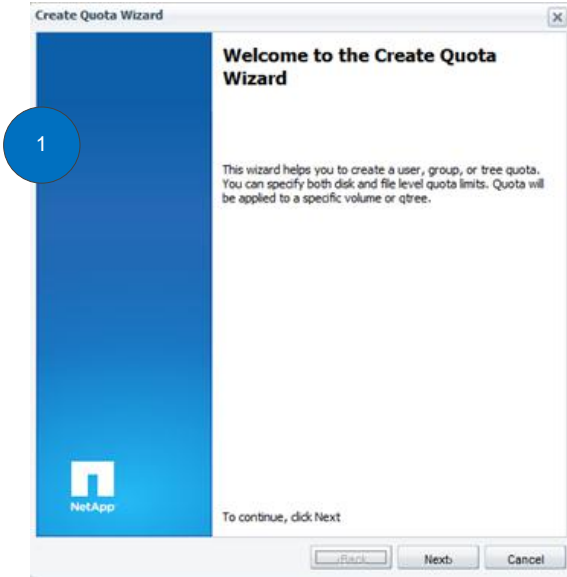 Create Quota Wizard
Welcome to the Create Quota
Wizard
1
This wizard helps you to create a user, group, or tree quota.
You can specify both disk and file level quota limits. Quota will
be applied to a specific volume or qtree.
NetApp
To continue, click Next
Back
Next
Cancel